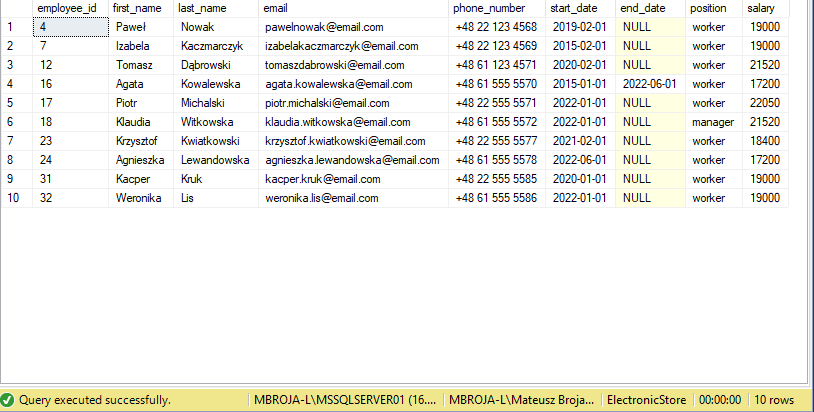 employee_id first_name last_name email phone_number start_date end_date position salary
1 4 Paweł Nowak pawelnowak@email.com +48 22 123 4568 2019-02-01 NULL worker 19000
2 7 Izabela Kaczmarczyk izabelakaczmarczyk@email.com +48 22 123 4569 2015-02-01 NULL worker 19000
3 12 Tomasz Dąbrowski tomaszdabrowski@email.com +48 61 123 4571 2020-02-01 NULL worker 21520
4 16 Agata Kowalewska agata.kowalewska@email.com +48 61 555 5570 2015-01-01 2022-06-01 worker 17200
5 17 Piotr Michalski piotr.michalski@email.com +48 22 555 5571 2022-01-01 NULL worker 22050
6 18 Klaudia Witkowska klaudia.witkowska@email.com +48 61 555 5572 2022-01-01 NULL manager 21520
7 23 Krzysztof Kwiatkowski krzysztof.kwiatkowski@email.com +48 22 555 5577 2021-02-01 NULL worker 18400
8 24 Agnieszka Lewandowska agnieszka.lewandowska@email.com +48 61 555 5578 2022-06-01 NULL worker 17200
9 31 Kacper Kruk kacper.kruk@email.com +48 22 555 5585 2020-01-01 NULL worker 19000
10 32 Weronika Lis weronika.lis@email.com +48 61 555 5586 2022-01-01 NULL worker 19000
Query executed successfully. MBROJA-L\MSSQLSERVER01 (16.... MBROJA-L\Mateusz Broja... ElectronicStore 00:00:00 10 rows